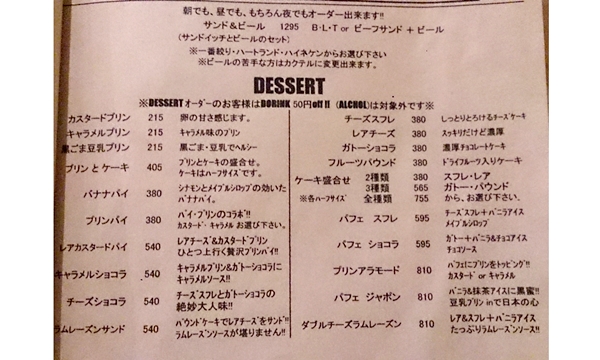 朝でも、昼でも、もちろん夜でもオーダー出来ます!!
サンド&ビール 1295 B・L・T or ビーフサンド + ビール
(サンドイッチとビールのセット)
※一番絞り・ハートランド・ハイネケンからお選び下さい
※ビールの苦手な方はカクテルに変更出来ます。
DESSERT
※DESSERTオーダーのお客様はDORINK 50円off!! (ALCHOL)は対象外です※
カスタードプリン 215 卵の甘さ感じます。
キャラメルプリン 215 キャラメル味のプリン
黒ごま豆乳プリン 215 黒ごま・豆乳でヘルシー
プリン と ケーキ 405 プリンとケーキの盛合せ。
ケーキはハーフサイズです。
バナナパイ 380 シナモンとメイプルシロップの効いた
バナナパイ。
プリンパイ 380 パイ・プリンのコラボ!!
カスタード・キャラメル お選び下さい。
レアカスタードパイ 540 レアチーズ&カスタードプリン
ひとつ上行く贅沢プリンパイ!!
キャラメルショコラ 540 キャラメルプリン&ガトーショコラに
キャラメルソース!!
チーズショコラ 540 チーズスフレとガトーショコラの
絶妙大人味!!
ラムレーズンサンド 540 パウンドケーキでレアチーズをサンド!
ラムレーズンソースが堪りません!!
チーズスフレ 380 しっとりとろけるチーズケーキ
レアチーズ 380 スッキリだけど濃厚
ガトーショコラ 380 濃厚チョコレートケーキ
フルーツパウンド 380 ドライフルーツ入りケーキ
ケーキ盛合せ 2種類 380 スフレ・レア
3種類 565 ガトー・パウンド
※各ハーフサイズ 全種類 755 から、お選び下さい。
パフェ スフレ 595 チーズスフレ+バニラアイス
メイプルシロップ
パフェ ショコラ 595 ガトー+バニラ&チョコアイス
チョコソース
プリンアラモード 810 パフェにプリンをトッピング!!
カスタード or キャラメル
パフェ ジャポン 810 バニラ&抹茶アイスに黒蜜!!
豆乳プリン inで日本の心
ダブルチーズラムレーズン 810 レア&スフレ+バニラアイス
たっぷりラムレーズンソース!!